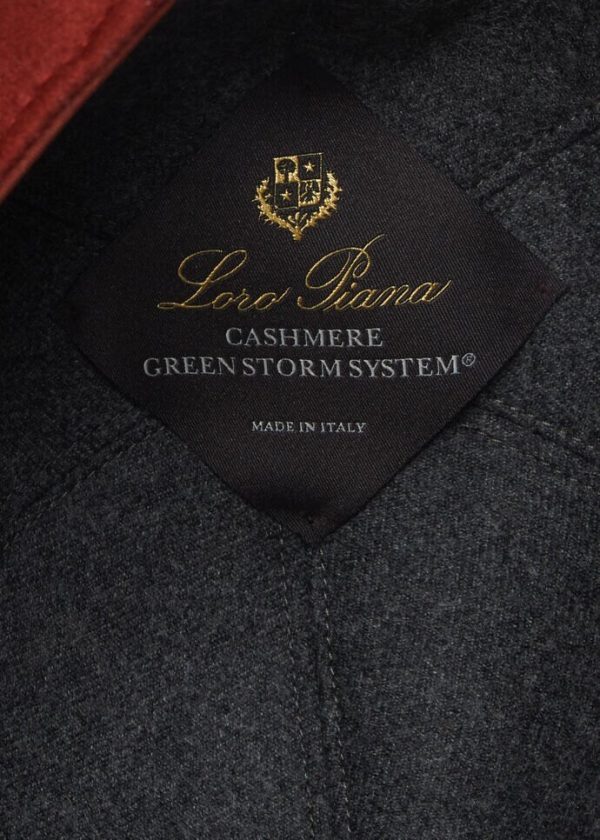 Loro Piana
CASHMERE
GREEN STORM SYSTEM®
MADE IN ITALY